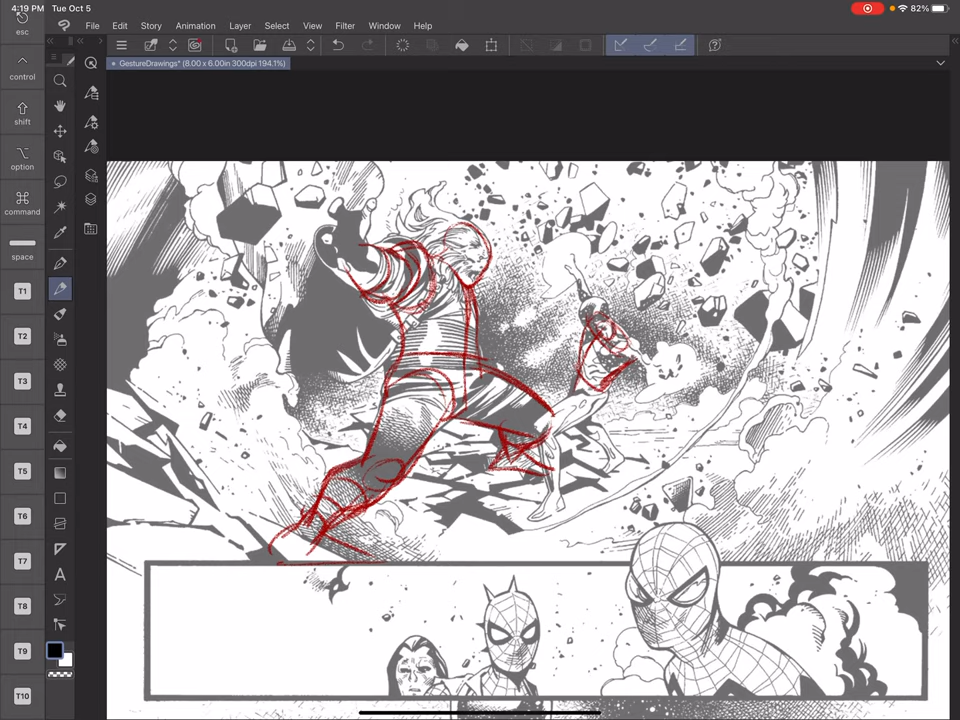 4:19 PM Tue Oct 5
82%
esc
File Edit Story Animation Layer Select View Filter Window Help
GestureDrawings* (8.00 x 6.00in 300dpi 194.1%)
control
shift
option
command
space
T1
T2
T3
T4
T5
T6
T7
T8
T9
T10